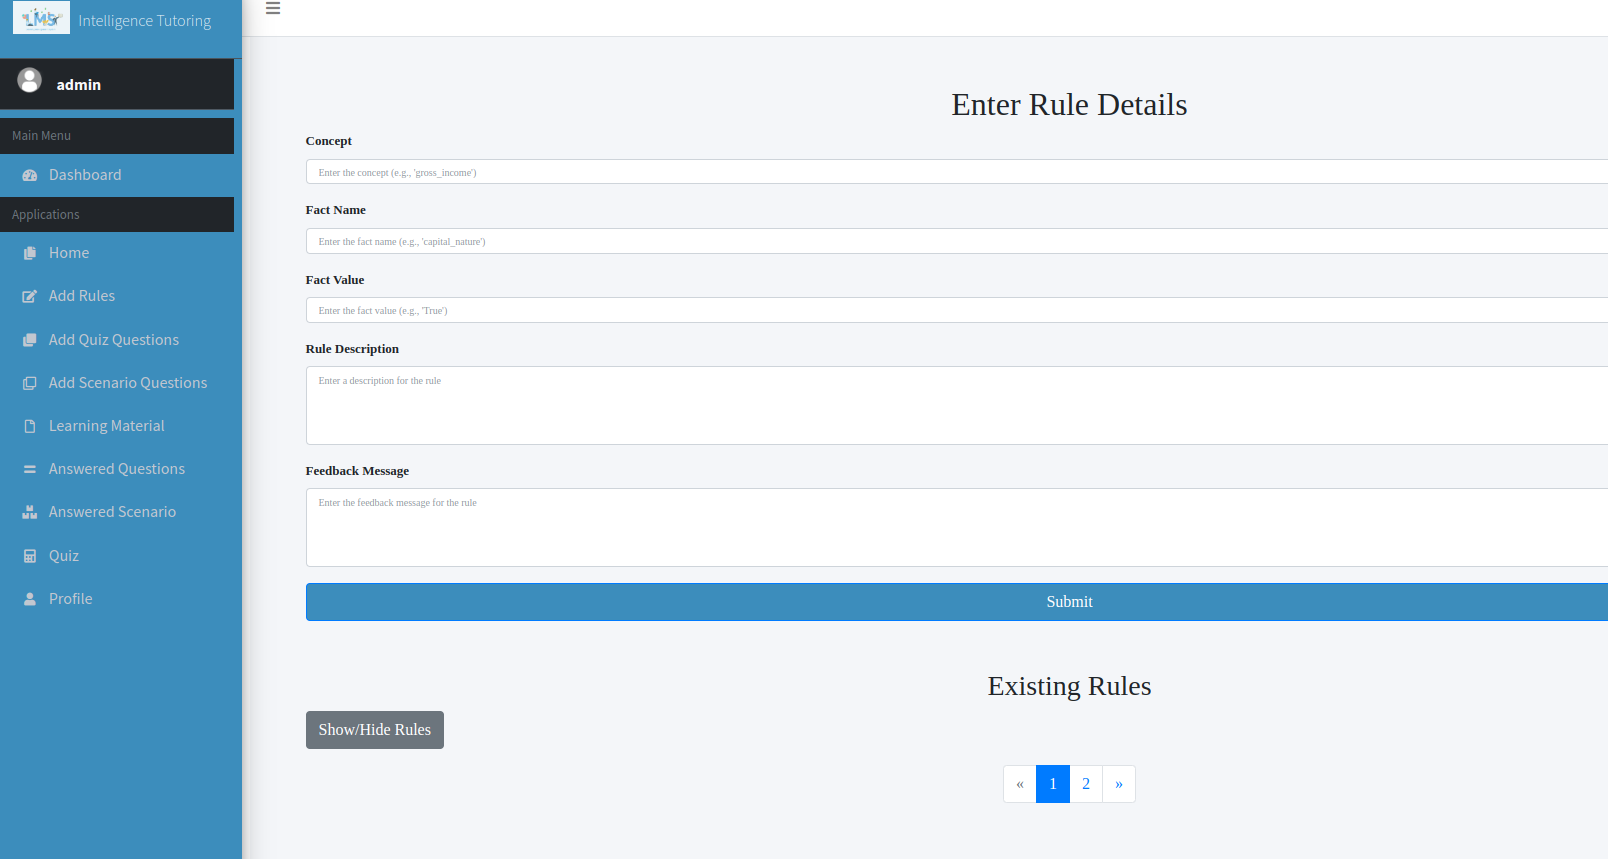 LMS
Intelligence Tutoring
admin
Main Menu
Dashboard
Applications
Home
Add Rules
Add Quiz Questions
Add Scenario Questions
Learning Material
Answered Questions
Answered Scenario
Quiz
Profile
Enter Rule Details
Concept
Enter the concept (e.g., 'gross_income')
Fact Name
Enter the fact name (e.g., 'capital_nature')
Fact Value
Enter the fact value (e.g., 'True')
Rule Description
Enter a description for the rule
Feedback Message
Enter the feedback message for the rule
Submit
Existing Rules
Show/Hide Rules
« 1 2 »